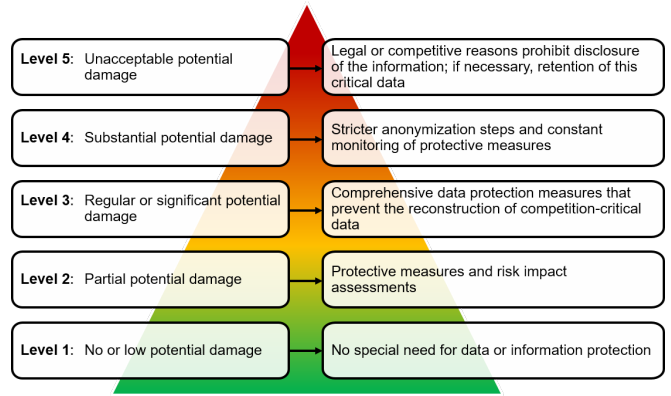 Level 5: Unacceptable potential
damage
Legal or competitive reasons prohibit disclosure
of the information; if necessary, retention of this
critical data
Level 4: Substantial potential damage
Stricter anonymization steps and constant
monitoring of protective measures
Level 3: Regular or significant potential
damage
Comprehensive data protection measures that
prevent the reconstruction of competition-critical
data
Level 2: Partial potential damage
Protective measures and risk impact
assessments
Level 1: No or low potential damage
No special need for data or information protection